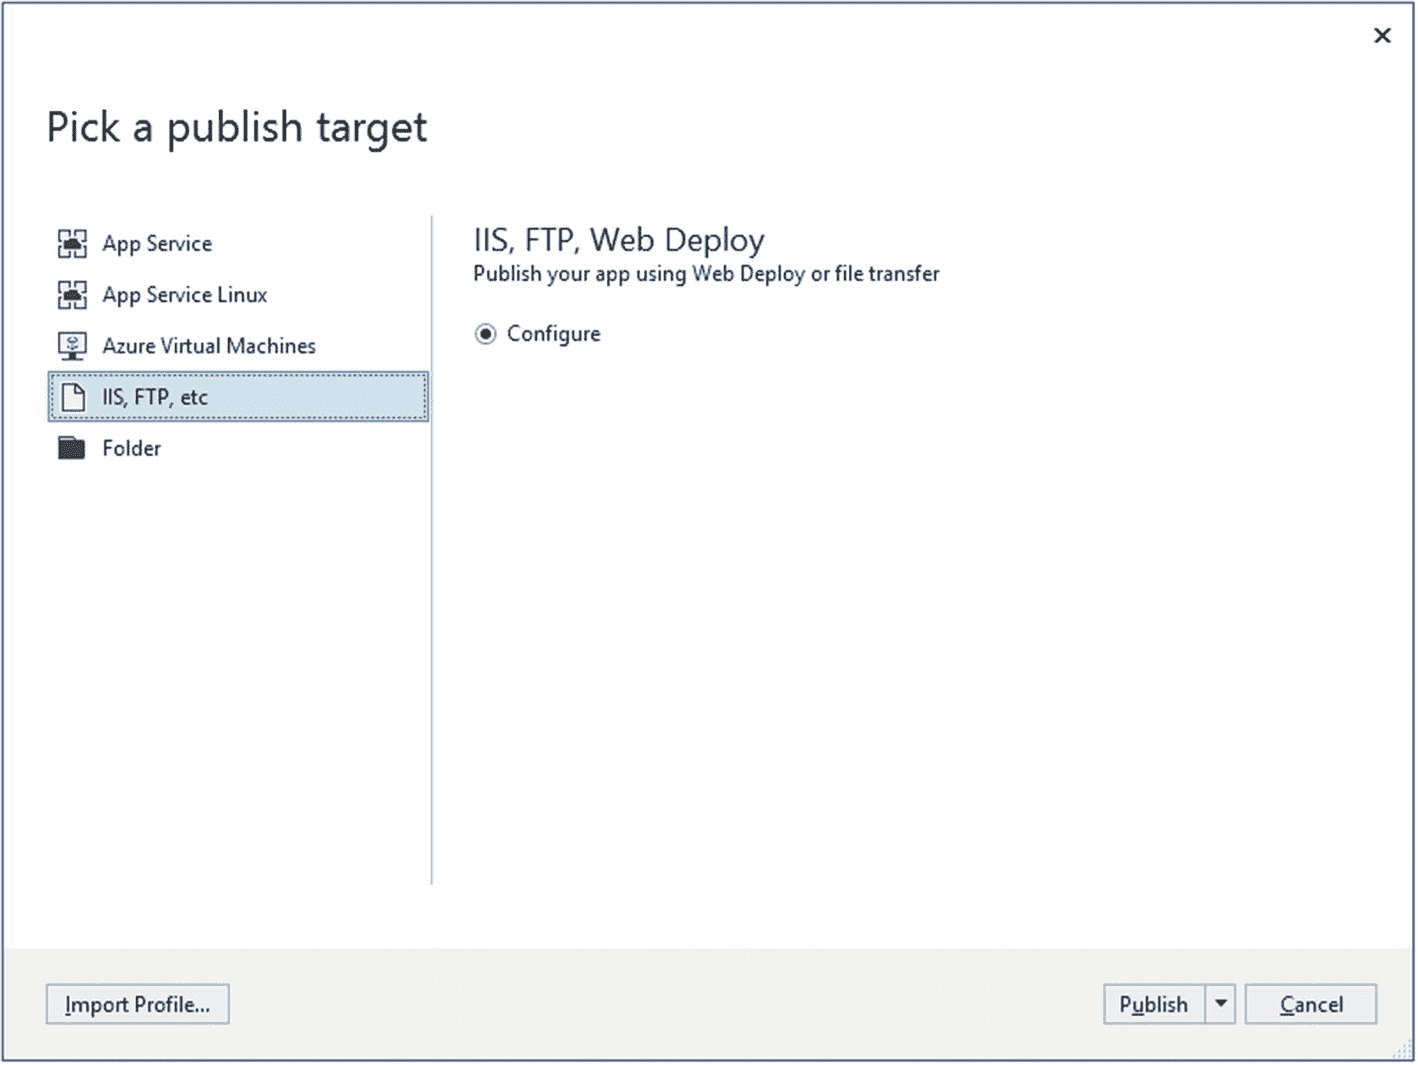 Pick a publish target
App Service
App Service Linux
Azure Virtual Machines
IIS, FTP, etc
Folder
IIS, FTP, Web Deploy
Publish your app using Web Deploy or file transfer
Configure
Import Profile...
Publish
Cancel